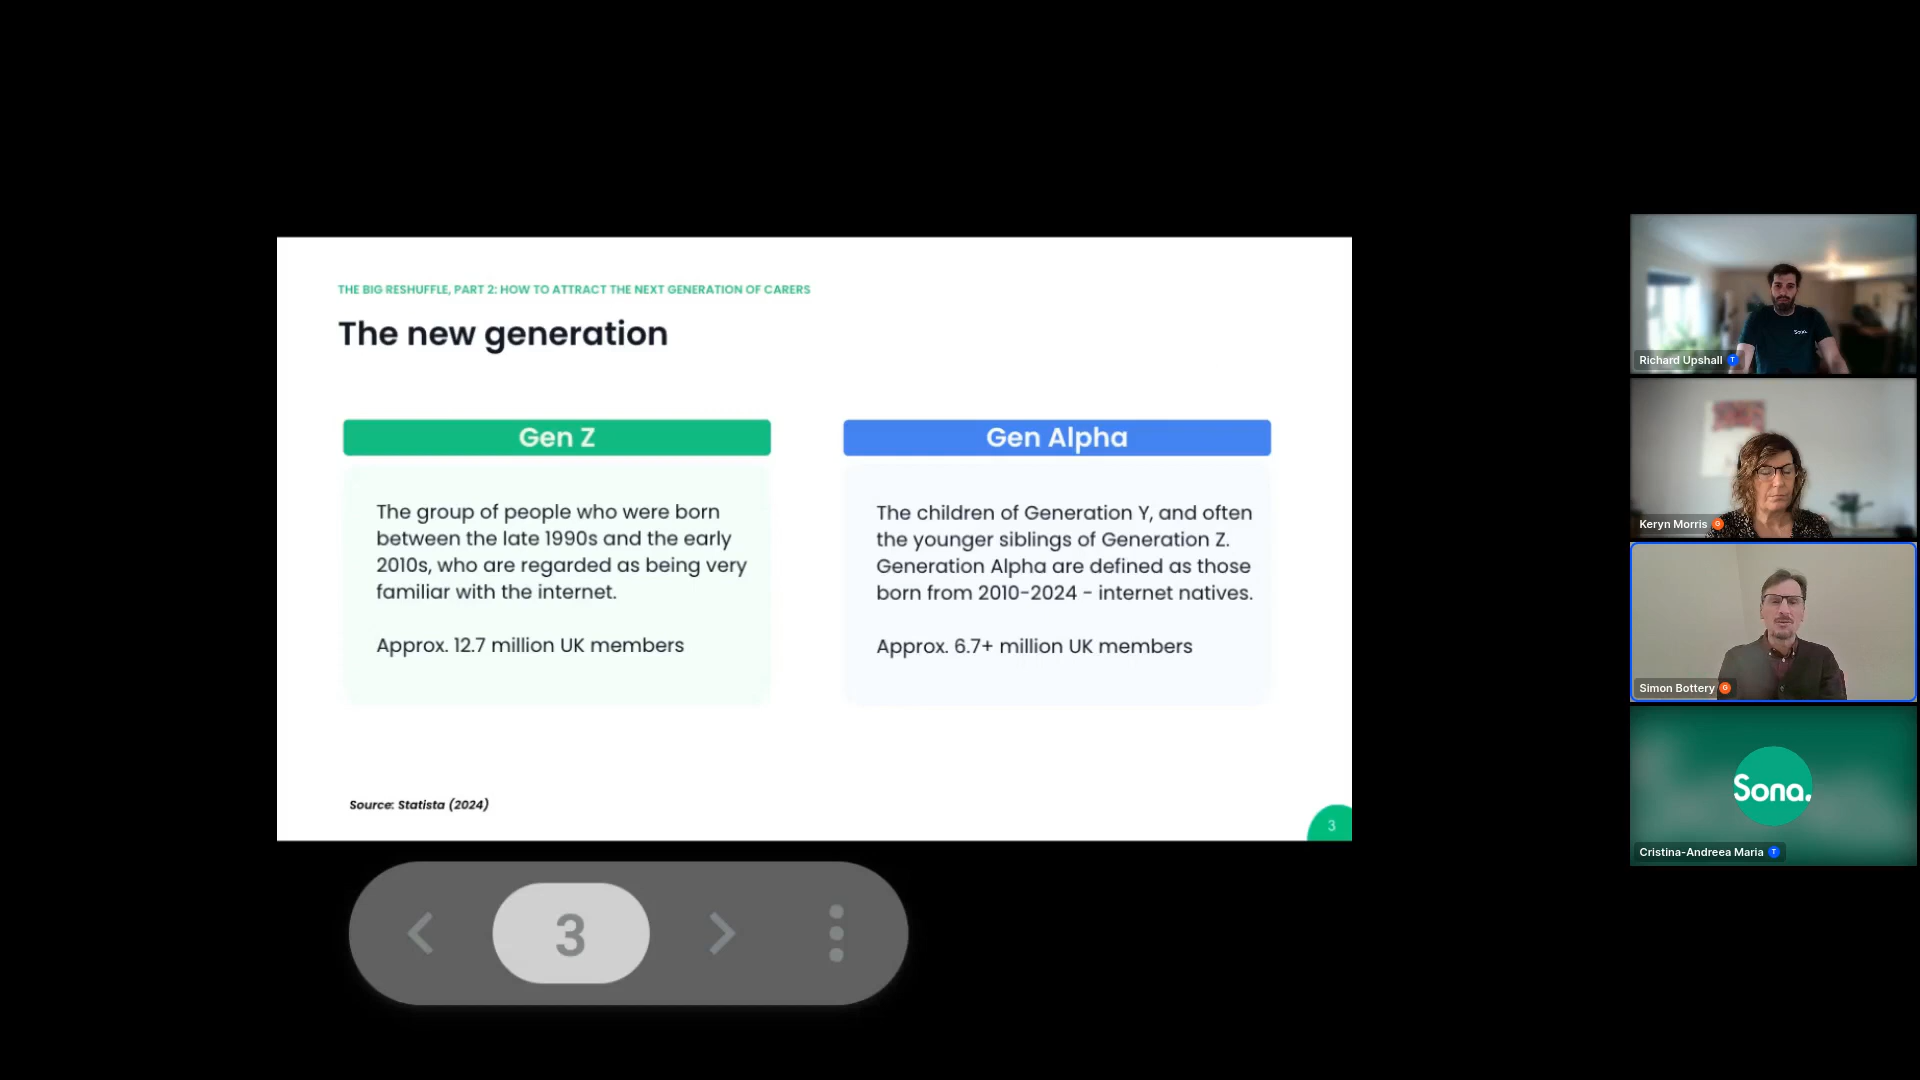 THE BIG RESHUFFLE, PART 2: HOW TO ATTRACT THE NEXT GENERATION OF CARERS
The new generation
Gen Z
The group of people who were born
between the late 1990s and the early
2010s, who are regarded as being very
familiar with the internet.
Approx. 12.7 million UK members
Gen Alpha
The children of Generation Y, and often
the younger siblings of Generation Z.
Generation Alpha are defined as those
born from 2010-2024 - internet natives.
Approx. 6.7+ million UK members
Source: Statista (2024)
3
3
Sona.
Richard Upshall T
Keryn Morris G
Simon Bottery G
Sona.
Cristina-Andreea Maria T